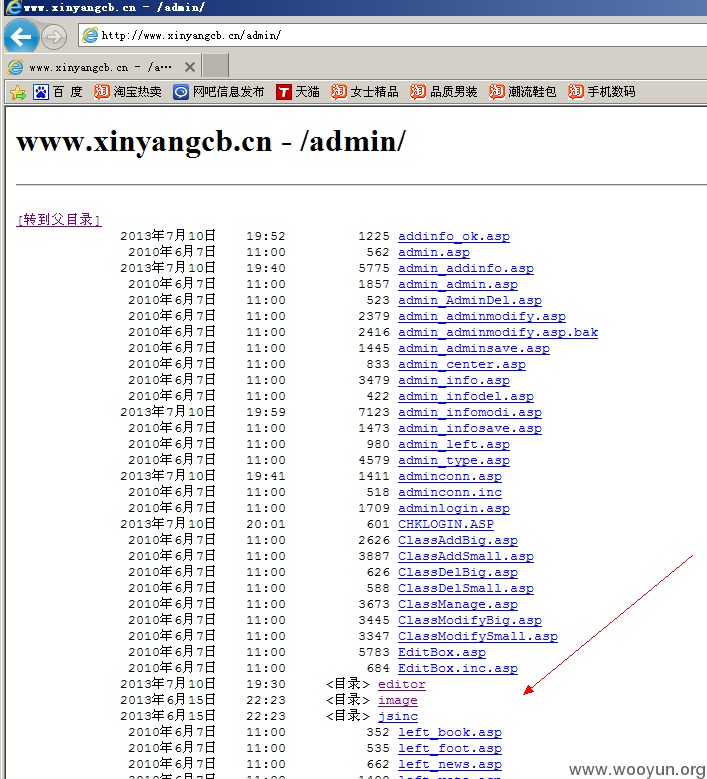 www.xinyangcb.cn - /admin/
http://www.xinyangcb.cn/admin/
www.xinyangcb.cn - /a...
百 度 淘宝热卖 网吧信息发布 天猫 女士精品 品质男装 潮流鞋包 手机数码
www.xinyangcb.cn - /admin/
[转到父目录]
2013年7月10日 19:52 1225 addinfo_ok.asp
2010年6月7日 11:00 562 admin.asp
2013年7月10日 19:40 5775 admin_addinfo.asp
2010年6月7日 11:00 1857 admin_admin.asp
2010年6月7日 11:00 523 admin_AdminDel.asp
2010年6月7日 11:00 2379 admin_adminmodify.asp
2010年6月7日 11:00 2416 admin_adminmodify.asp.bak
2010年6月7日 11:00 1445 admin_adminsave.asp
2010年6月7日 11:00 833 admin_center.asp
2010年6月7日 11:00 3479 admin_info.asp
2010年6月7日 11:00 422 admin_infodel.asp
2013年7月10日 19:59 7123 admin_infomodi.asp
2010年6月7日 11:00 1473 admin_infosave.asp
2010年6月7日 11:00 980 admin_left.asp
2010年6月7日 11:00 4579 admin_type.asp
2013年7月10日 19:41 1411 adminconn.asp
2010年6月7日 11:00 518 adminconn.inc
2010年6月7日 11:00 1709 adminlogin.asp
2013年7月10日 20:01 601 CHKLOGIN.ASP
2010年6月7日 11:00 2626 ClassAddBig.asp
2010年6月7日 11:00 3887 ClassAddSmall.asp
2010年6月7日 11:00 626 ClassDelBig.asp
2010年6月7日 11:00 588 ClassDelSmall.asp
2010年6月7日 11:00 3673 ClassManage.asp
2010年6月7日 11:00 3445 ClassModifyBig.asp
2010年6月7日 11:00 3347 ClassModifySmall.asp
2010年6月7日 11:00 5783 EditBox.asp
2010年6月7日 11:00 684 EditBox.inc.asp
2013年7月10日 19:30 <目录> editor
2013年6月15日 22:23 <目录> image
2013年6月15日 22:23 <目录> jsinc
2010年6月7日 11:00 352 left_book.asp
2010年6月7日 11:00 535 left_foot.asp
2010年6月7日 11:00 662 left_news.asp
www.wooyun.org